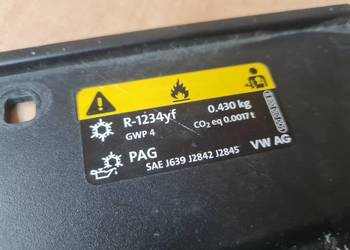 R-1234yf 0.430 kg
GWP 4 CO₂ eq 0.0017 t
PAG
SAE J639 J2842 J2845 VW AG